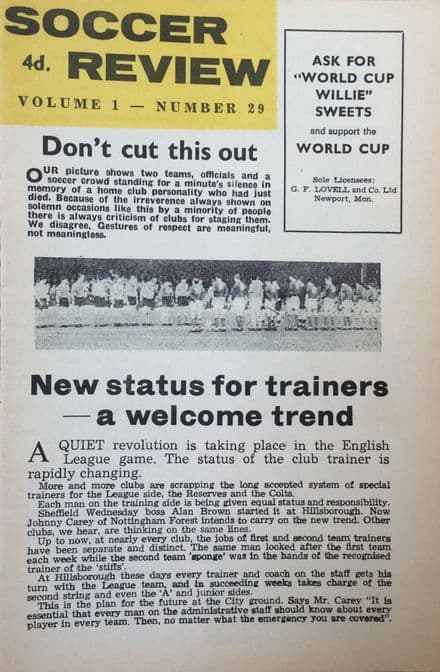 SOCCER
4d. REVIEW
VOLUME 1 — NUMBER 29
ASK FOR
"WORLD CUP
WILLIE"
SWEETS
and support the
WORLD CUP
Sole Licensees:
G. F. LOVELL and Co. Ltd
Newport, Mon.
Don't cut this out
OUR picture shows two teams, officials and a
soccer crowd standing for a minute's silence in
memory of a home club personality who had just
died. Because of the irreverence always shown on
solemn occasions like this by a minority of people
there is always criticism of clubs for staging them.
We disagree. Gestures of respect are meaningful,
not meaningless.
New status for trainers
— a welcome trend
A QUIET revolution is taking place in the English
League game. The status of the club trainer is
rapidly changing.
More and more clubs are scrapping the long accepted system of special
trainers for the League side, the Reserves and the Colts.
Each man on the training side is being given equal status and responsibility.
Sheffield Wednesday boss Alan Brown started it at Hillsborough. Now
Johnny Carey of Nottingham Forest intends to carry on the new trend. Other
clubs, we hear, are thinking on the same lines.
Up to now, at nearly every club, the jobs of first and second team trainers
have been separate and distinct. The same man looked after the first team
each week while the second team 'sponge' was in the hands of the recognised
trainer of the 'stiffs'.
At Hillsborough these days every trainer and coach on the staff gets his
turn with the League team, and in succeeding weeks takes charge of the
second string and even the 'A' and junior sides.
This is the plan for the future at the City ground. Says Mr. Carey "It is
essential that every man on the administrative staff should know about every
player in every team. Then, no matter what the emergency you are covered".